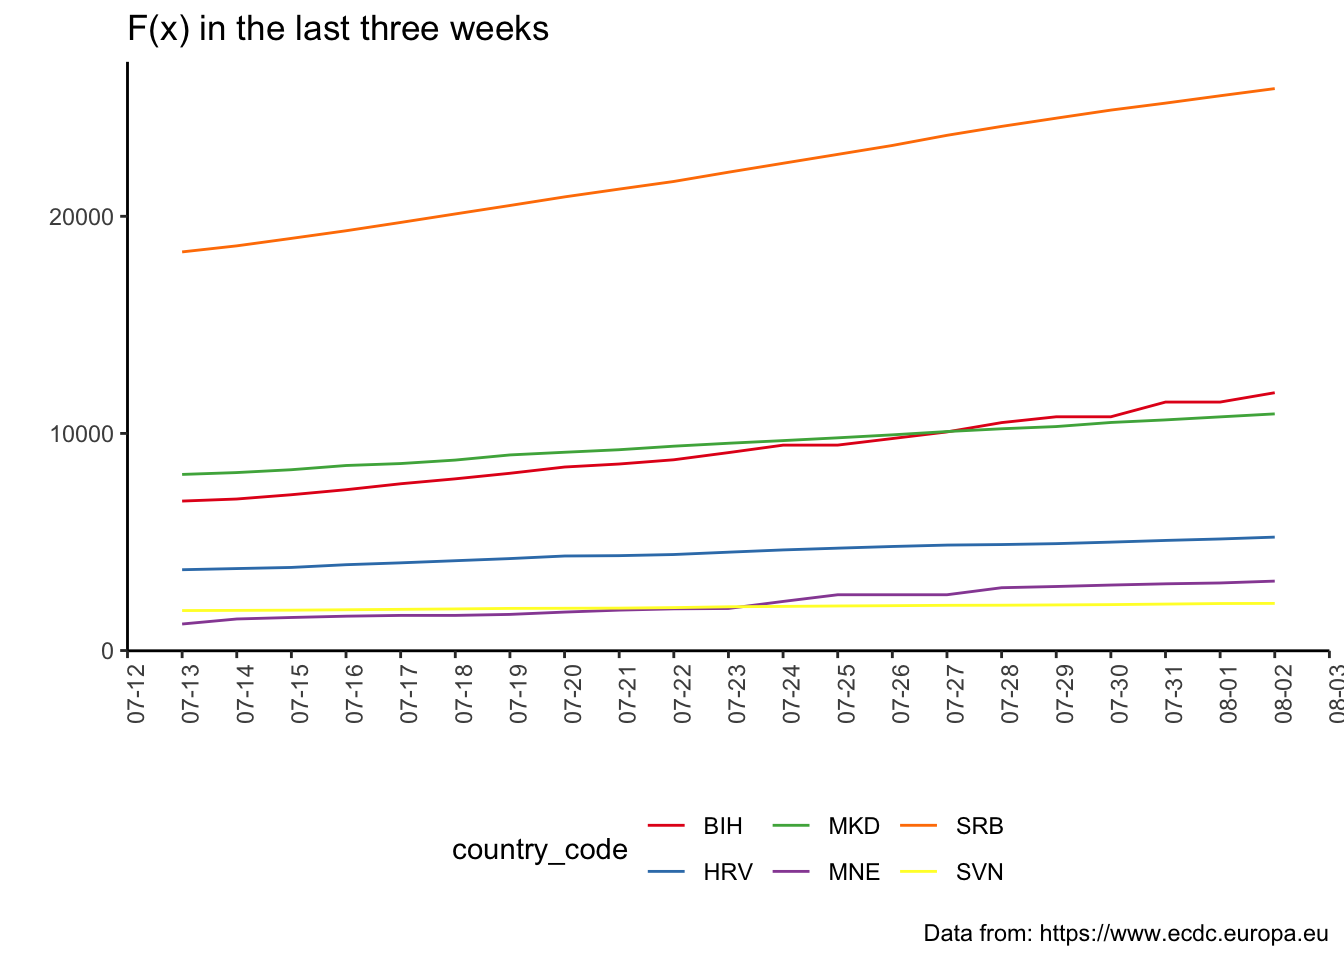 F(x) in the last three weeks
20000
10000
0
07-12 07-13 07-14 07-15 07-16 07-17 07-18 07-19 07-20 07-21 07-22 07-23 07-24 07-25 07-26 07-27 07-28 07-29 07-30 07-31 08-01 08-02 08-03
BIH MKD SRB
country_code
HRV MNE SVN
Data from: https://www.ecdc.europa.eu